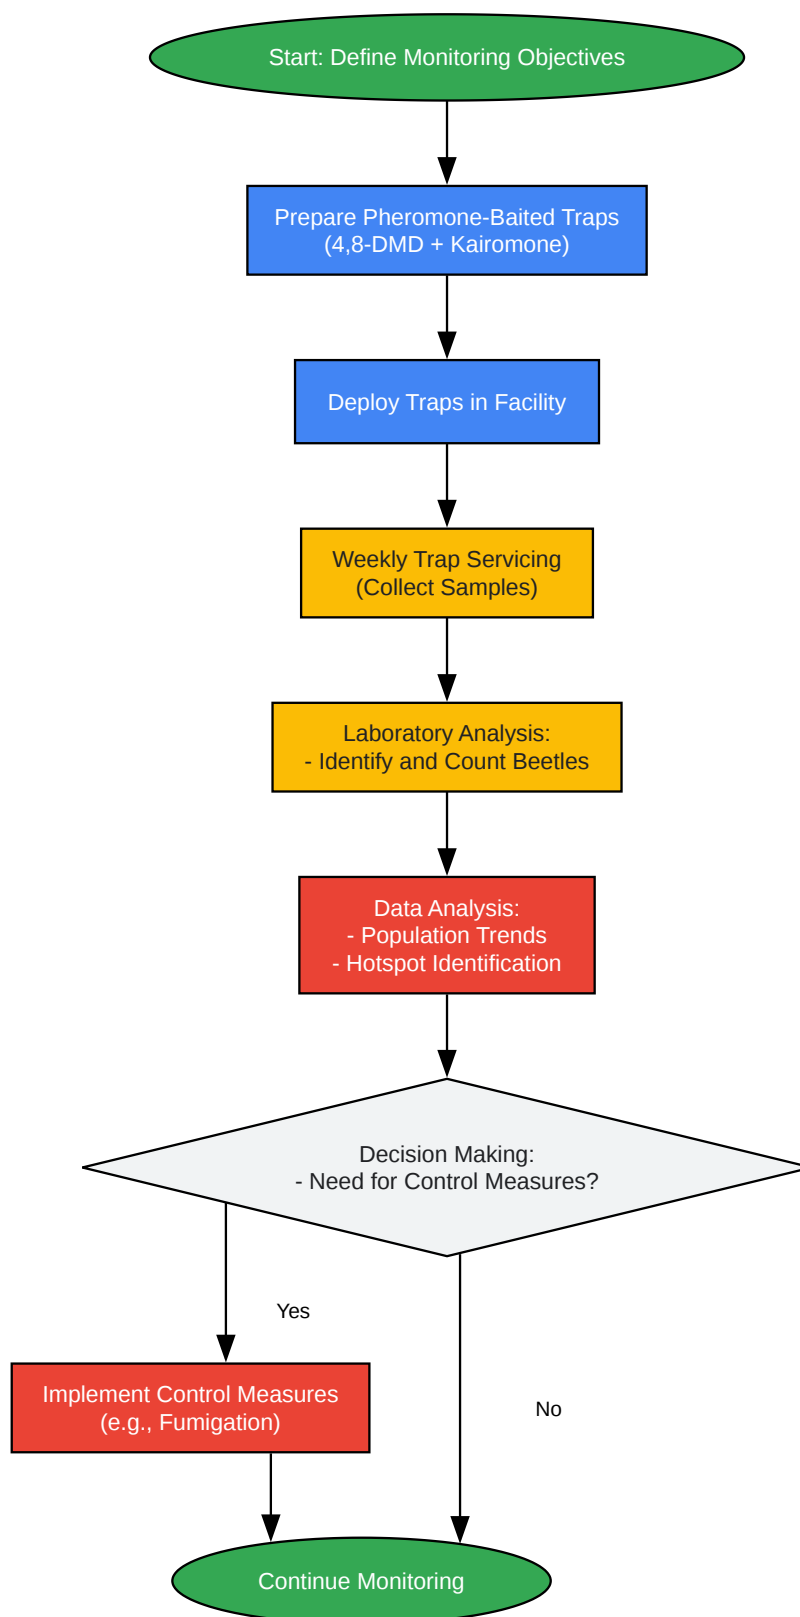 Start: Define Monitoring Objectives
Prepare Pheromone-Baited Traps
(4,8-DMD + Kairomone)
Deploy Traps in Facility
Weekly Trap Servicing
(Collect Samples)
Laboratory Analysis:
- Identify and Count Beetles
Data Analysis:
- Population Trends
- Hotspot Identification
Decision Making:
- Need for Control Measures?
Yes
Implement Control Measures
(e.g., Fumigation)
No
Continue Monitoring